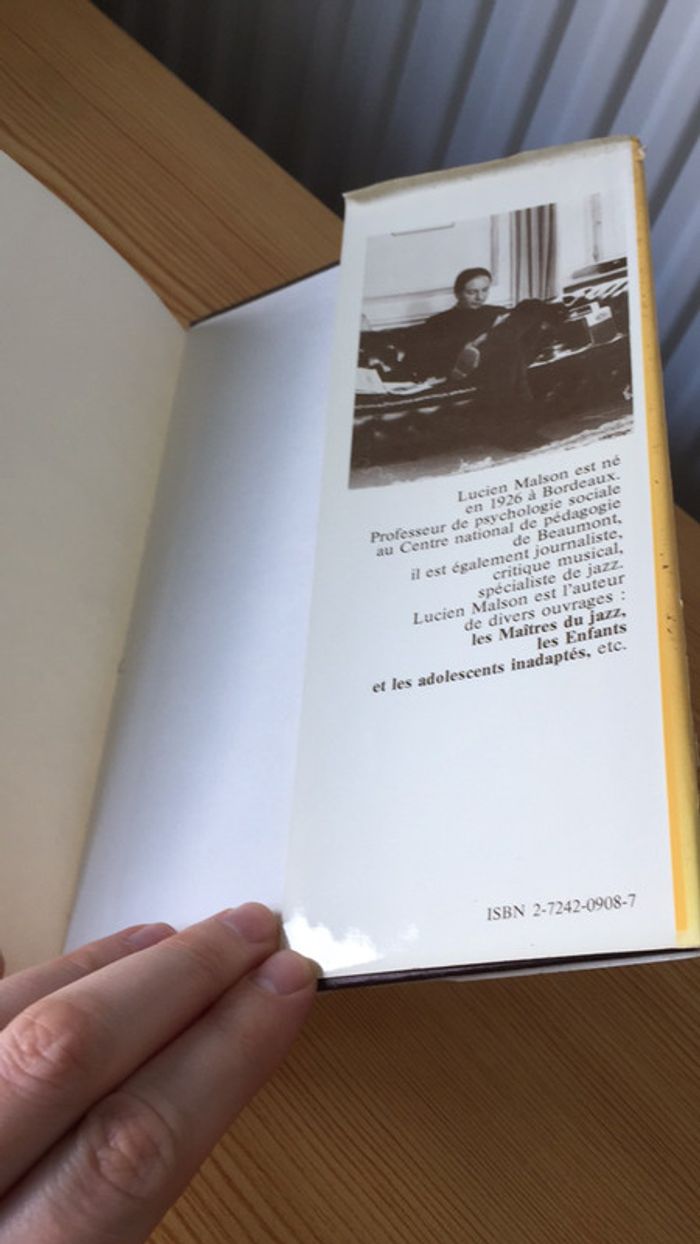 Lucien Malson est né
en 1926 à Bordeaux.
Professeur de psychologie sociale
au Centre national de pédagogie
de Beaumont,
il est également journaliste,
critique musical,
spécialiste de jazz.
Lucien Malson est l'auteur
de divers ouvrages :
les Maîtres du jazz,
les Enfants
et les adolescents inadaptés, etc.
ISBN 2-7242-0908-7